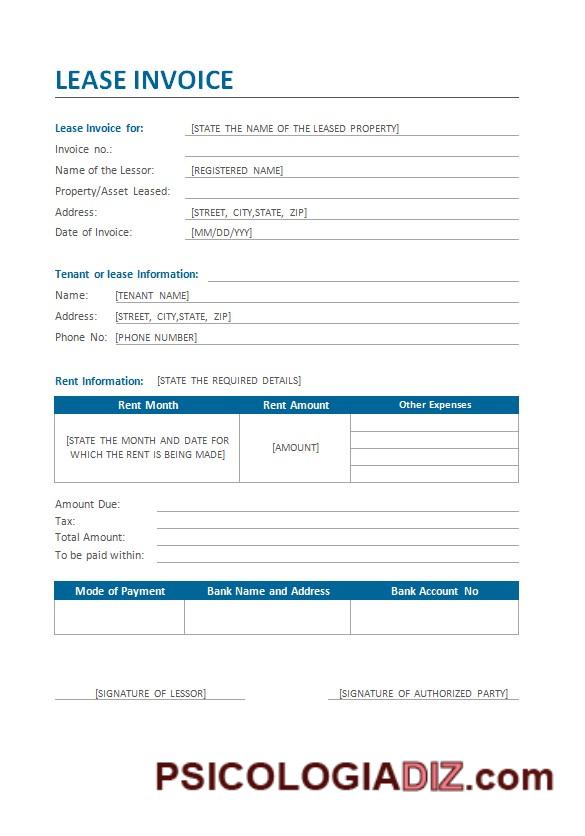 LEASE INVOICE
Lease Invoice for: [STATE THE NAME OF THE LEASED PROPERTY]
Invoice no.:
Name of the Lessor: [REGISTERED NAME]
Property/Asset Leased:
Address: [STREET, CITY,STATE, ZIP]
Date of Invoice: [MM/DD/YYY]
Tenant or lease Information:
Name: [TENANT NAME]
Address: [STREET, CITY,STATE, ZIP]
Phone No: [PHONE NUMBER]
Rent Information: [STATE THE REQUIRED DETAILS]
Rent Month Rent Amount Other Expenses
[STATE THE MONTH AND DATE FOR
WHICH THE RENT IS BEING MADE] [AMOUNT]
Amount Due:
Tax:
Total Amount:
To be paid within:
Mode of Payment Bank Name and Address Bank Account No
[SIGNATURE OF LESSOR] [SIGNATURE OF AUTHORIZED PARTY]
PSICOLOGIADIZ.com